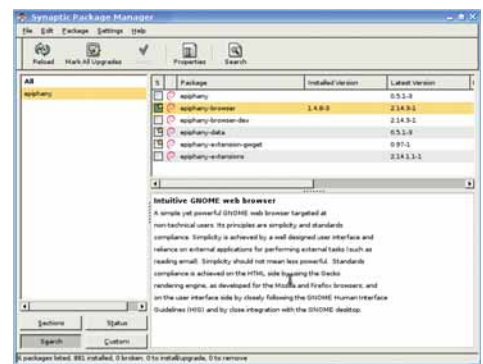 Synaptic Package Manager
File Edit Package Settings Help
Reload Mark All Upgrades Properties Search
All
epiphany
S Package Installed Version Latest Version
epiphany 0.5.1-3
epiphany-browser 1.4.8-3 2.14.3-1
epiphany-browser-dev 2.14.3-1
epiphany-data 0.5.1-3
epiphany-extension-gwget 0.97-1
epiphany-extensions 2.14.1.1-1
Intuitive GNOME web browser
A simple yet powerful GNOME web browser targeted at
non-technical users. Its principles are simplicity and standards
compliance. Simplicity is achieved by a well designed user interface and
reliance on external applications for performing external tasks (such as
reading email). Simplicity should not mean less powerful. Standards
compliance is achieved on the HTML side by using the Gecko
rendering engine, as developed for the Mozilla and Firefox browsers; and
on the user interface side by closely following the GNOME Human Interface
Guidelines (HIG) and by close integration with the GNOME desktop.
Sections Status
Search Custom
6 packages listed, 881 installed, 0 broken. 0 to install/upgrade, 0 to remove